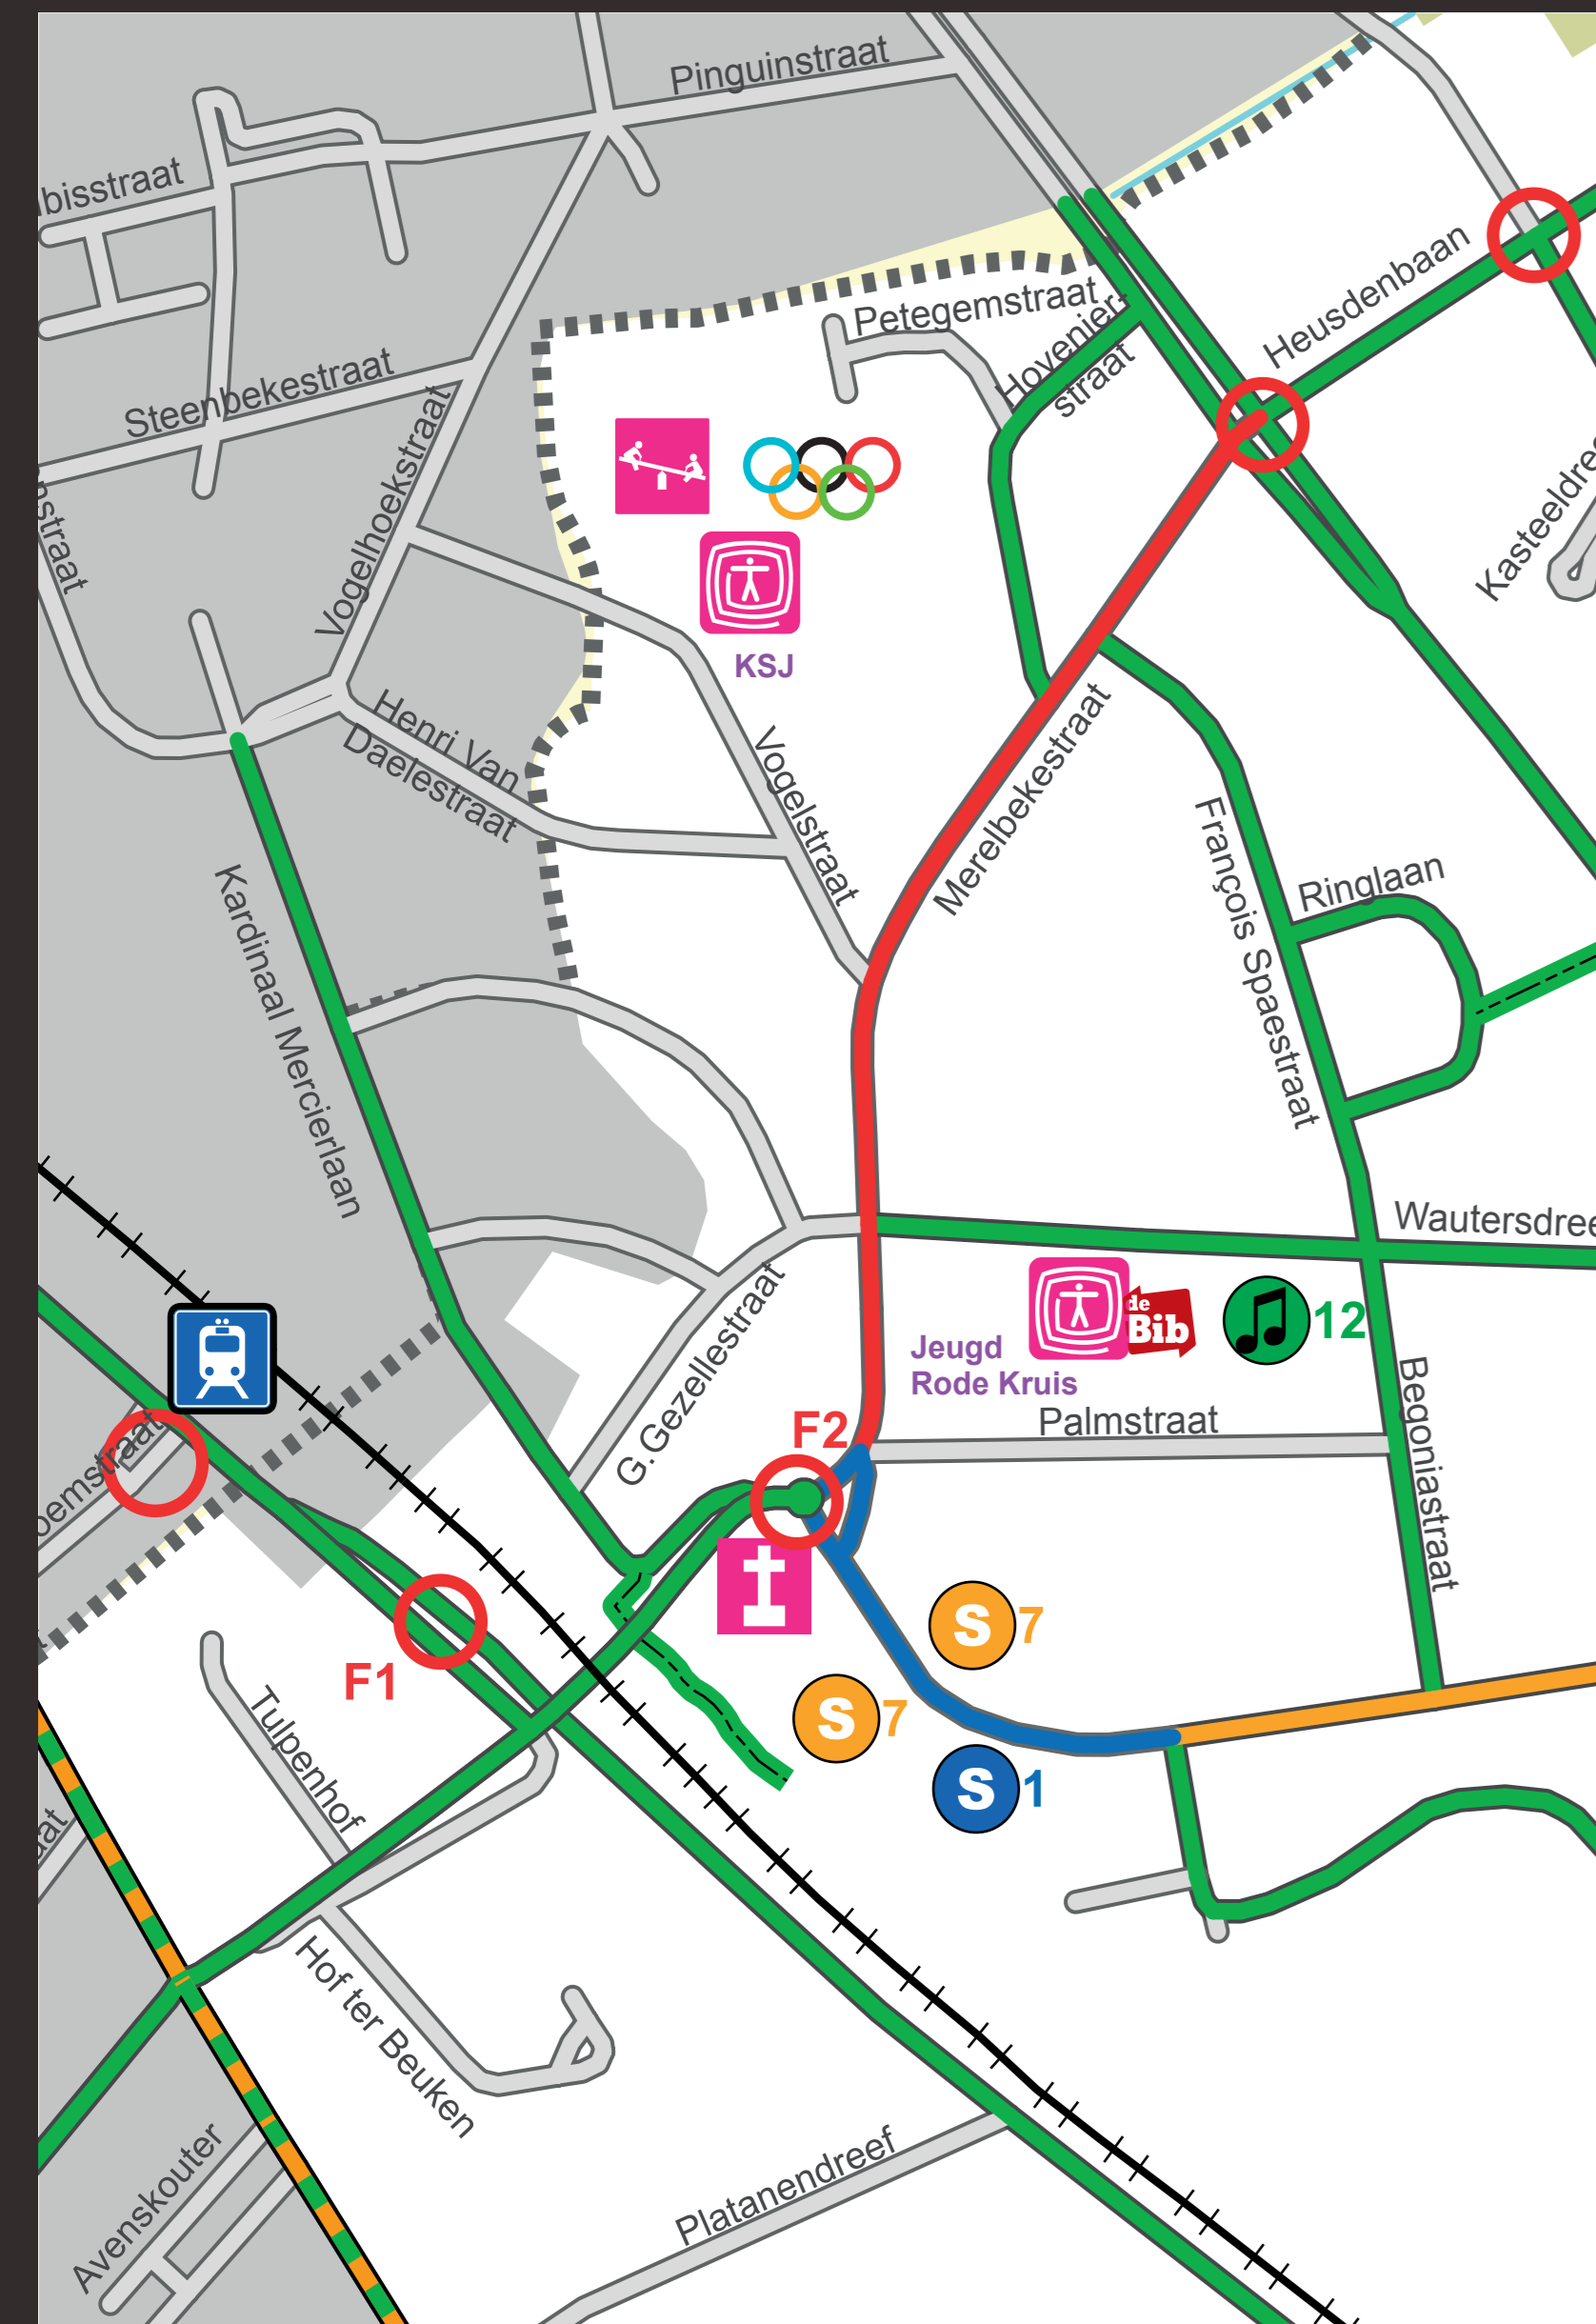 Pinguinstraat
bisstraat
Heusdenbaan
Petegemstraat
Hovenier-
straat
Steenbekestraat
Vogelhoekstraat
straat
Kasteeldre
KSJ
Henri Van
Daelestraat
Vogelstraat
Merelbekestraat
François Spaestraat
Ringlaan
Kardinaal Mercierlaan
Wautersdree
de
Bib
12
Jeugd
Rode Kruis
G. Gezellestraat
Begoniastraat
Palmstraat
F2
oemstraat
S 7
F1
S 7
S 1
Tulpenhof
aat
Hof ter Beuken
Avenskouter
Platanendreef